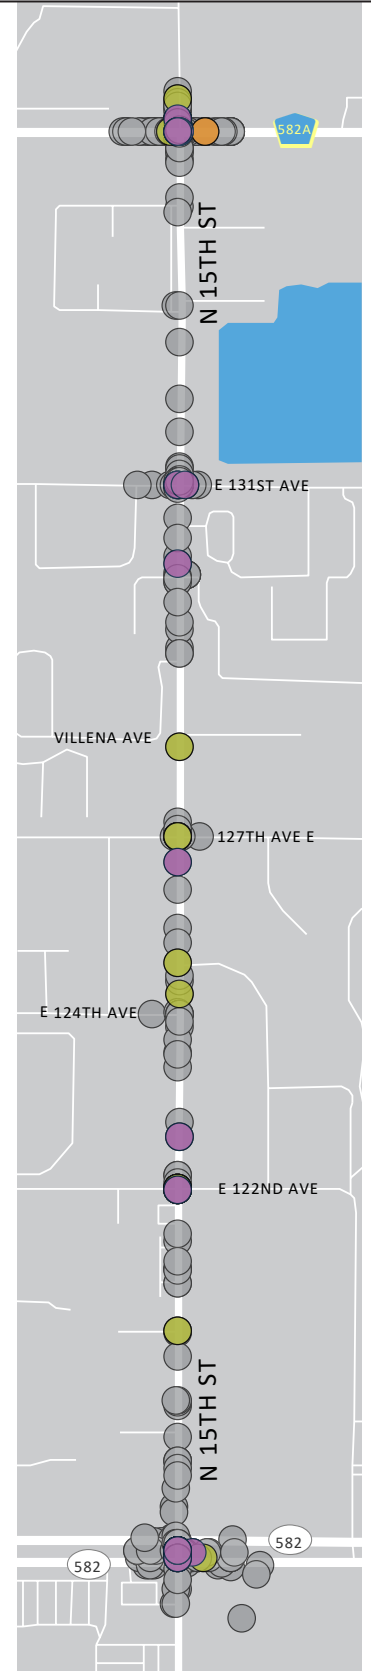 582A
N 15TH ST
E 131ST AVE
VILLENA AVE
127TH AVE E
E 124TH AVE
E 122ND AVE
N 15TH ST
582
582